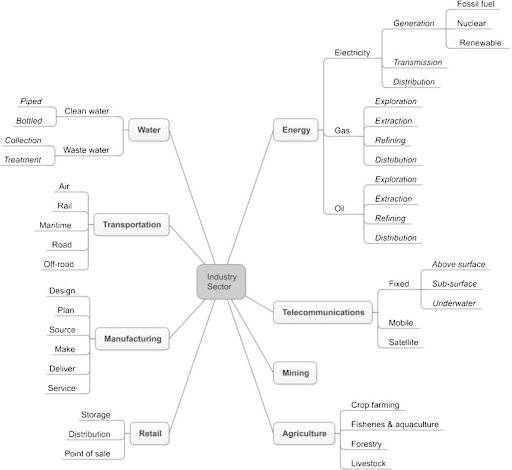 Industry
Sector
Water
Clean water
Piped
Bottled
Waste water
Collection
Treatment
Transportation
Air
Rail
Maritime
Road
Off-road
Manufacturing
Design
Plan
Source
Make
Deliver
Service
Retail
Storage
Distribution
Point of sale
Energy
Electricity
Generation
Fossil fuel
Nuclear
Renewable
Transmission
Distribution
Gas
Exploration
Extraction
Refining
Distribution
Oil
Exploration
Extraction
Refining
Distribution
Telecommunications
Fixed
Above surface
Sub-surface
Underwater
Mobile
Satellite
Mining
Agriculture
Crop farming
Fisheries & aquaculture
Forestry
Livestock